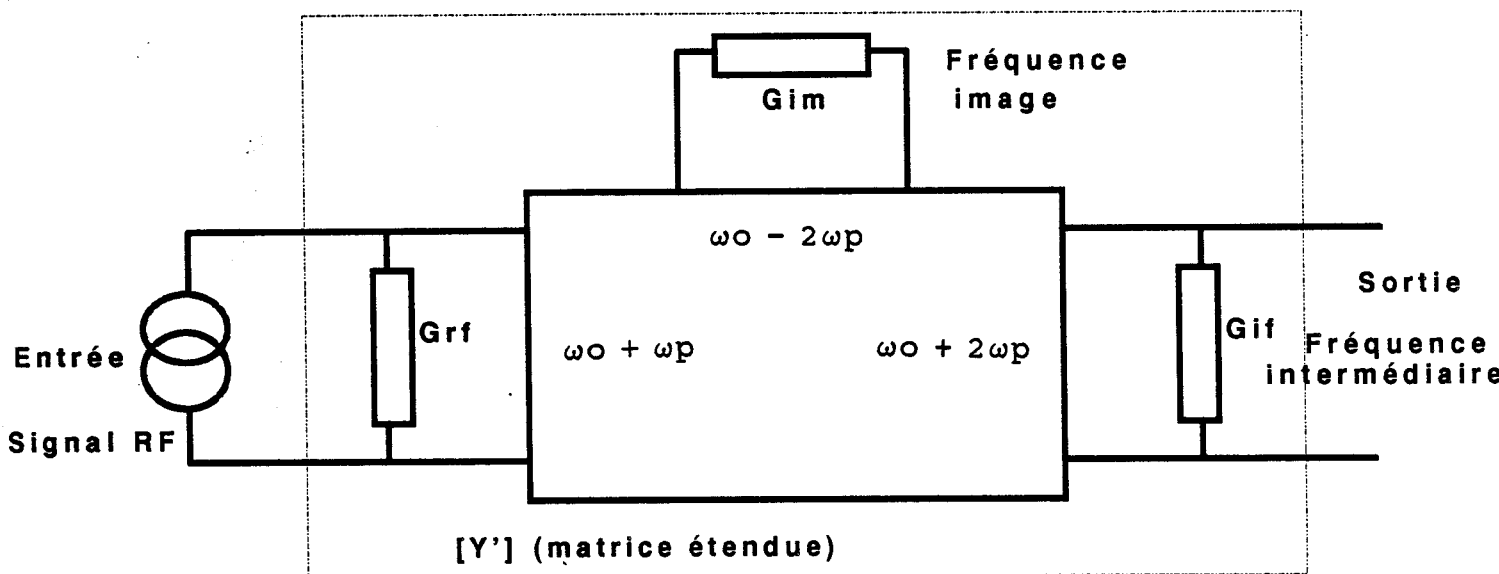 Fréquence
image
Gim
ωo - 2ωp
Grf
ωo + ωp
ωo + 2ωp
Gif
Sortie
Fréquence
intermédiaire
Entrée
Signal RF
[Y'] (matrice étendue)